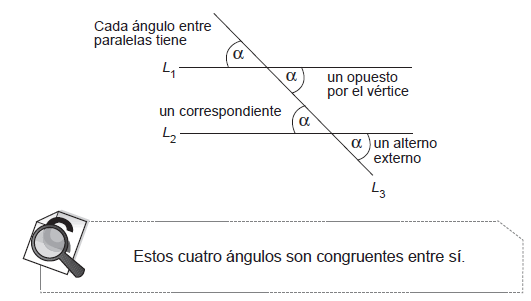 Cada ángulo entre
paralelas tiene
α
L1
α
un opuesto
por el vértice
un correspondiente
α
L2
α
un alterno
externo
L3
Estos cuatro ángulos son congruentes entre sí.